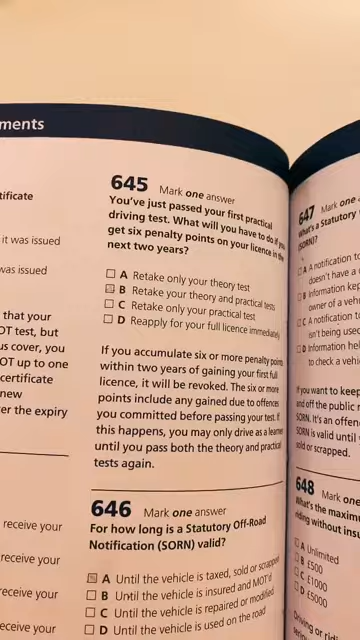 ments
tificate
it was issued
was issued
that your
OT test, but
us cover, you
OT up to one
certificate
new
er the expiry
receive your
receive your
receive your
receive your
645 Mark one answer
You've just passed your first practical
driving test. What will you have to do if you
get six penalty points on your licence in the
next two years?
A Retake only your theory test
B Retake your theory and practical tests
C Retake only your practical test
D Reapply for your full licence immediately
If you accumulate six or more penalty points
within two years of gaining your first full
licence, it will be revoked. The six or more
points include any gained due to offences
you committed before passing your test. If
this happens, you may only drive as a learner
until you pass both the theory and practical
tests again.
646 Mark one answer
For how long is a Statutory Off-Road
Notification (SORN) valid?
A Until the vehicle is taxed, sold or scrapped
B Until the vehicle is insured and MOT'd
C Until the vehicle is repaired or modified
D Until the vehicle is used on the road
647 Mark one
What's a Statutory
(SORN)?
A A notification to
doesn't have a
B Information kep
owner of a veh
C A notification to
isn't being used
D Information hel
to check a vehic
If you want to keep
and off the public r
SORN. It's an offen
SORN is valid until
sold or scrapped.
648 Mark one
What's the maxim
riding without insu
A Unlimited
B £500
C £1000
D £5000
Driving or ridi